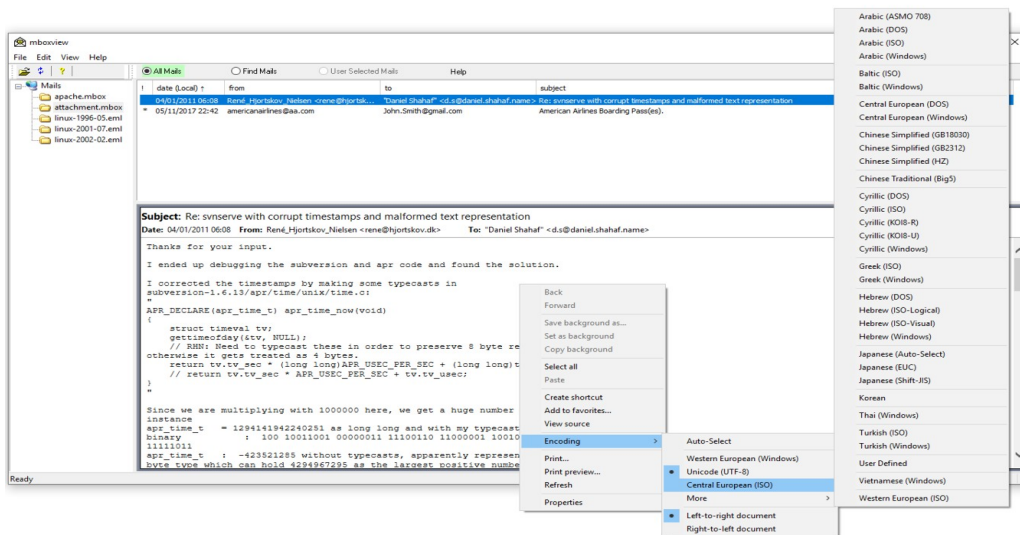 mboxview
File Edit View Help
All Mails Find Mails User Selected Mails Help
Mails
apache.mbox
attachment.mbox
linux-1996-05.eml
linux-2001-07.eml
linux-2002-02.eml
! date (Local) from to subject
04/01/2011 06:08 René_Hjortskov_Nielsen <rene@hjortsk... "Daniel Shahaf" <d.s@daniel.shahaf.name> Re: svnserve with corrupt timestamps and malformed text representation
* 05/11/2017 22:42 americanairlines@aa.com John.Smith@gmail.com American Airlines Boarding Pass(es).
Subject: Re: svnserve with corrupt timestamps and malformed text representation
Date: 04/01/2011 06:08 From: René_Hjortskov_Nielsen <rene@hjortskov.dk> To: "Daniel Shahaf" <d.s@daniel.shahaf.name>
Thanks for your input.
I ended up debugging the subversion and apr code and found the solution.
I corrected the timestamps by making some typecasts in
subversion-1.6.13/apr/time/unix/time.c:
"
APR_DECLARE(apr_time_t) apr_time_now(void)
{
struct timeval tv;
gettimeofday(&tv, NULL);
// RHN: Need to typecast these in order to preserve 8 byte re
otherwise it gets treated as 4 bytes.
return tv.tv_sec * (long long)APR_USEC_PER_SEC + (long long)t
// return tv.tv_sec * APR_USEC_PER_SEC + tv.tv_usec;
}
"
Since we are multiplying with 1000000 here, we get a huge number
instance
apr_time_t = 1294141942240251 as long long and with my typecast
binary : 100 10011001 00000011 11100110 11000001 10010
11111011
apr_time_t : -423521285 without typecasts, apparently represen
byte type which can hold 4294967295 as the largest positive numbe
Ready
Back
Forward
Save background as...
Set as background
Copy background
Select all
Paste
Create shortcut
Add to favorites...
View source
Encoding
Print...
Print preview...
Refresh
Properties
Auto-Select
Western European (Windows)
Unicode (UTF-8)
Central European (ISO)
More
Left-to-right document
Right-to-left document
Arabic (ASMO 708)
Arabic (DOS)
Arabic (ISO)
Arabic (Windows)
Baltic (ISO)
Baltic (Windows)
Central European (DOS)
Central European (Windows)
Chinese Simplified (GB18030)
Chinese Simplified (GB2312)
Chinese Simplified (HZ)
Chinese Traditional (Big5)
Cyrillic (DOS)
Cyrillic (ISO)
Cyrillic (KOI8-R)
Cyrillic (KOI8-U)
Cyrillic (Windows)
Greek (ISO)
Greek (Windows)
Hebrew (DOS)
Hebrew (ISO-Logical)
Hebrew (ISO-Visual)
Hebrew (Windows)
Japanese (Auto-Select)
Japanese (EUC)
Japanese (Shift-JIS)
Korean
Thai (Windows)
Turkish (ISO)
Turkish (Windows)
User Defined
Vietnamese (Windows)
Western European (ISO)